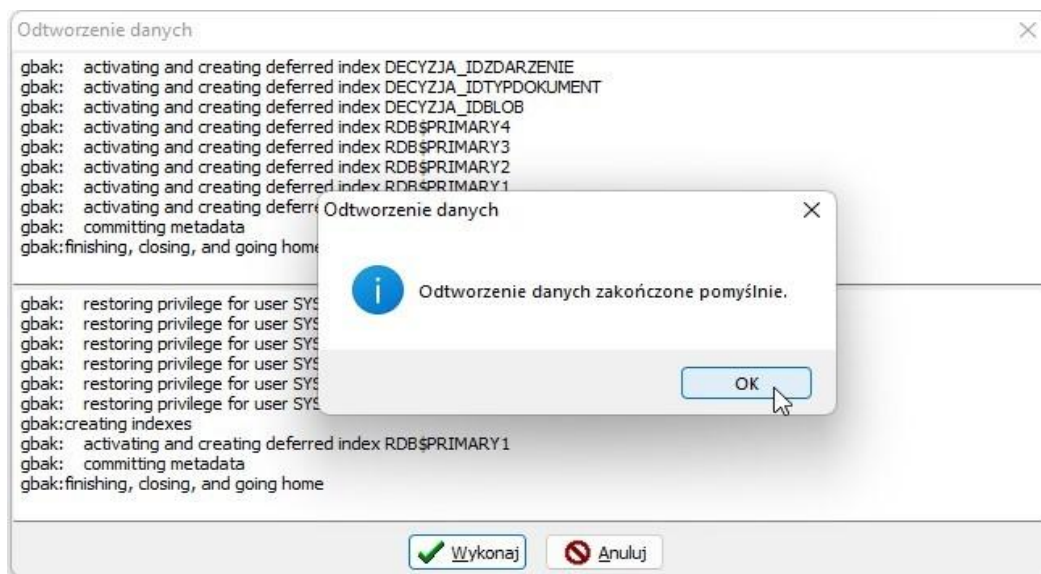 Odtworzenie danych
gbak: activating and creating deferred index DECYZJA_IDZDARZENIE
gbak: activating and creating deferred index DECYZJA_IDTYPDOKUMENT
gbak: activating and creating deferred index DECYZJA_IDBLOB
gbak: activating and creating deferred index RDB$PRIMARY4
gbak: activating and creating deferred index RDB$PRIMARY3
gbak: activating and creating deferred index RDB$PRIMARY2
gbak: activating and creating deferred index RDB$PRIMARY1
gbak: activating and creating deferre
gbak: committing metadata
gbak:finishing, closing, and going home
Odtworzenie danych
Odtworzenie danych zakończone pomyślnie.
OK
gbak: restoring privilege for user SYS
gbak: restoring privilege for user SYS
gbak: restoring privilege for user SYS
gbak: restoring privilege for user SYS
gbak: restoring privilege for user SYS
gbak: restoring privilege for user SYS
gbak:creating indexes
gbak: activating and creating deferred index RDB$PRIMARY1
gbak: committing metadata
gbak:finishing, closing, and going home
Wykonaj
Anuluj